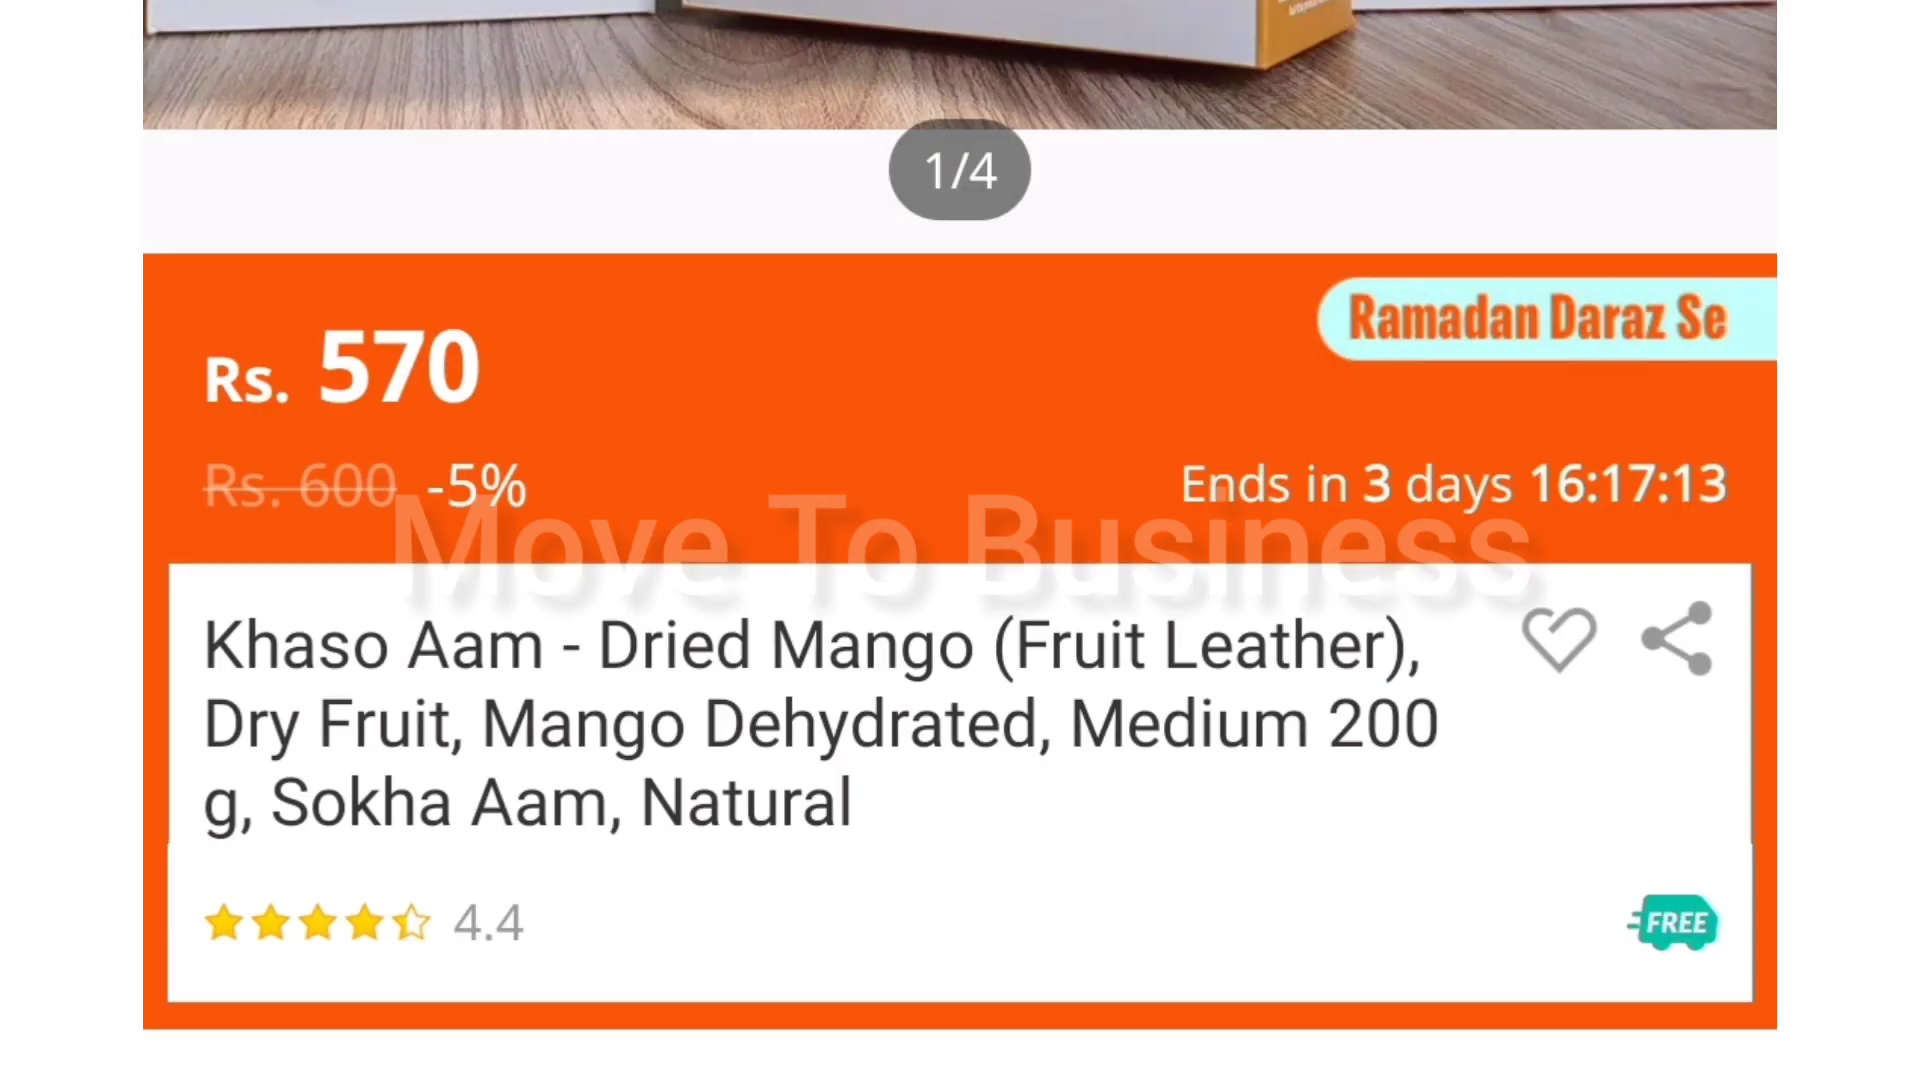 1/4
Ramadan Daraz Se
Rs. 570
Rs. 600 -5%
Ends in 3 days 16:17:13
Move To Business
Khaso Aam - Dried Mango (Fruit Leather),
Dry Fruit, Mango Dehydrated, Medium 200
g, Sokha Aam, Natural
4.4
FREE